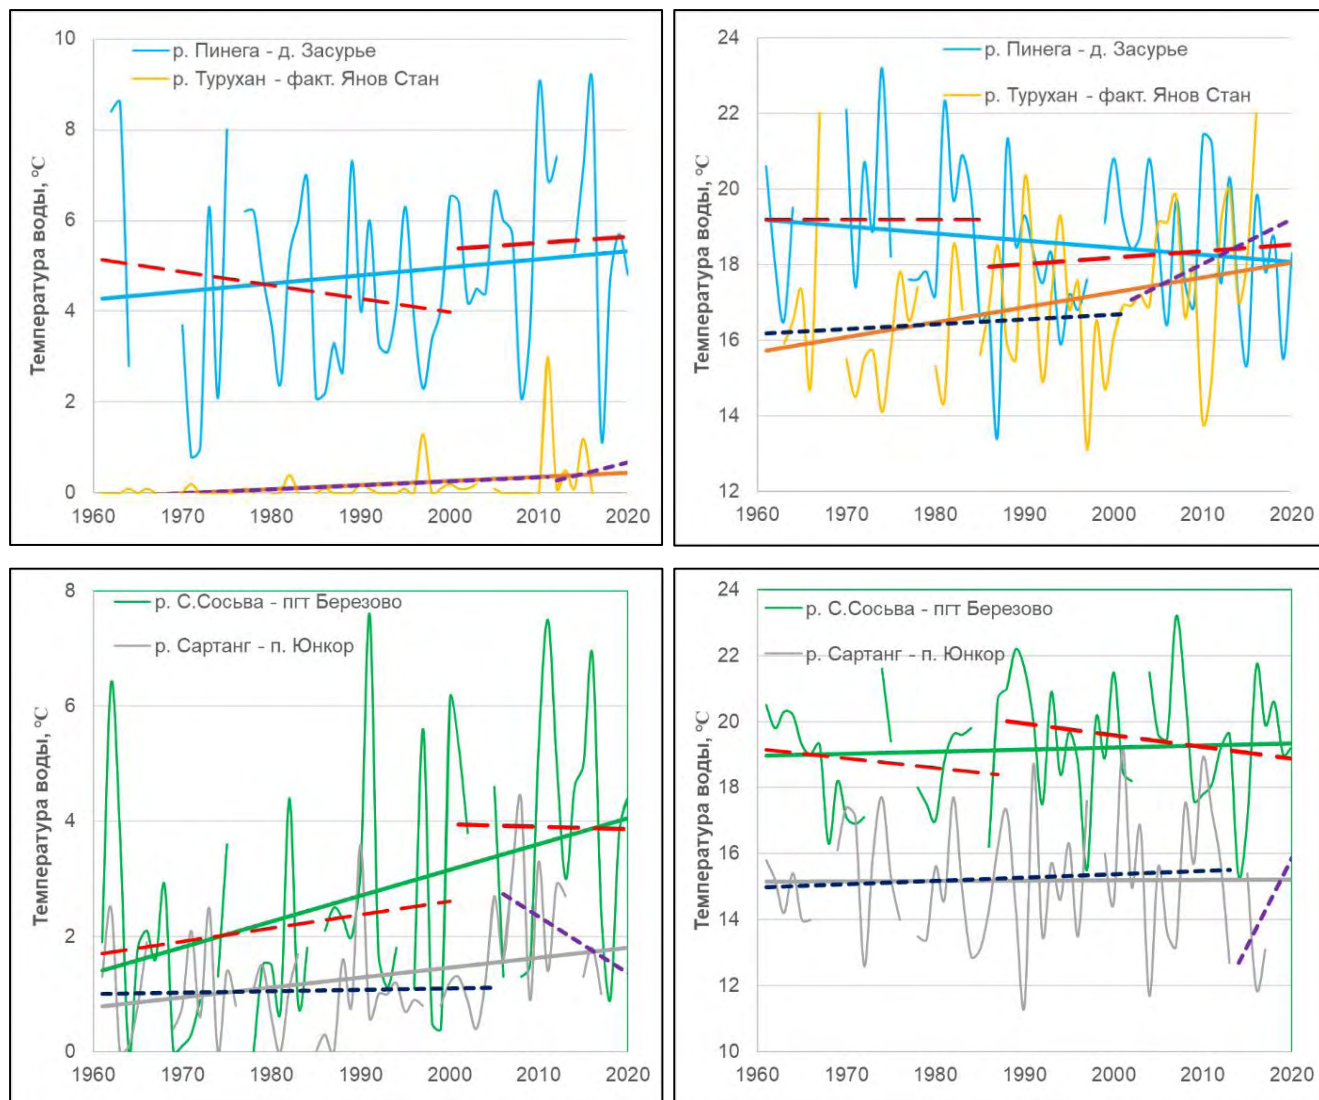 р. Пинега - д. Засурье
р. Турухан - факт. Янов Стан
Температура воды, °C
10
8
6
4
2
0
1960 1970 1980 1990 2000 2010 2020
р. Пинега - д. Засурье
р. Турухан - факт. Янов Стан
Температура воды, °C
24
22
20
18
16
14
12
1960 1970 1980 1990 2000 2010 2020
р. С.Сосьва - пгт Березово
р. Сартанг - п. Юнкор
Температура воды, °C
8
6
4
2
0
1960 1970 1980 1990 2000 2010 2020
р. С.Сосьва - пгт Березово
р. Сартанг - п. Юнкор
Температура воды, °C
24
22
20
18
16
14
12
10
1960 1970 1980 1990 2000 2010 2020